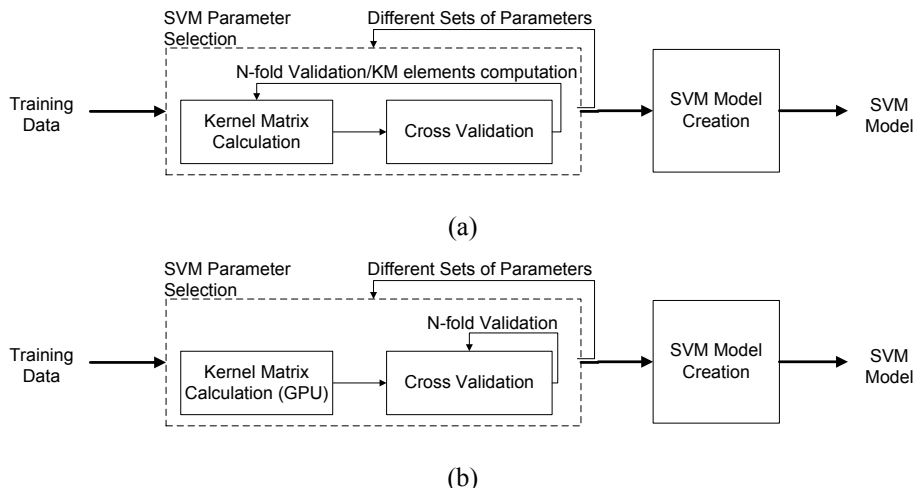 SVM Parameter
Selection
Different Sets of Parameters
N-fold Validation/KM elements computation
Training
Data
Kernel Matrix
Calculation
Cross Validation
SVM Model
Creation
SVM
Model
(a)
SVM Parameter
Selection
Different Sets of Parameters
N-fold Validation
Training
Data
Kernel Matrix
Calculation (GPU)
Cross Validation
SVM Model
Creation
SVM
Model
(b)